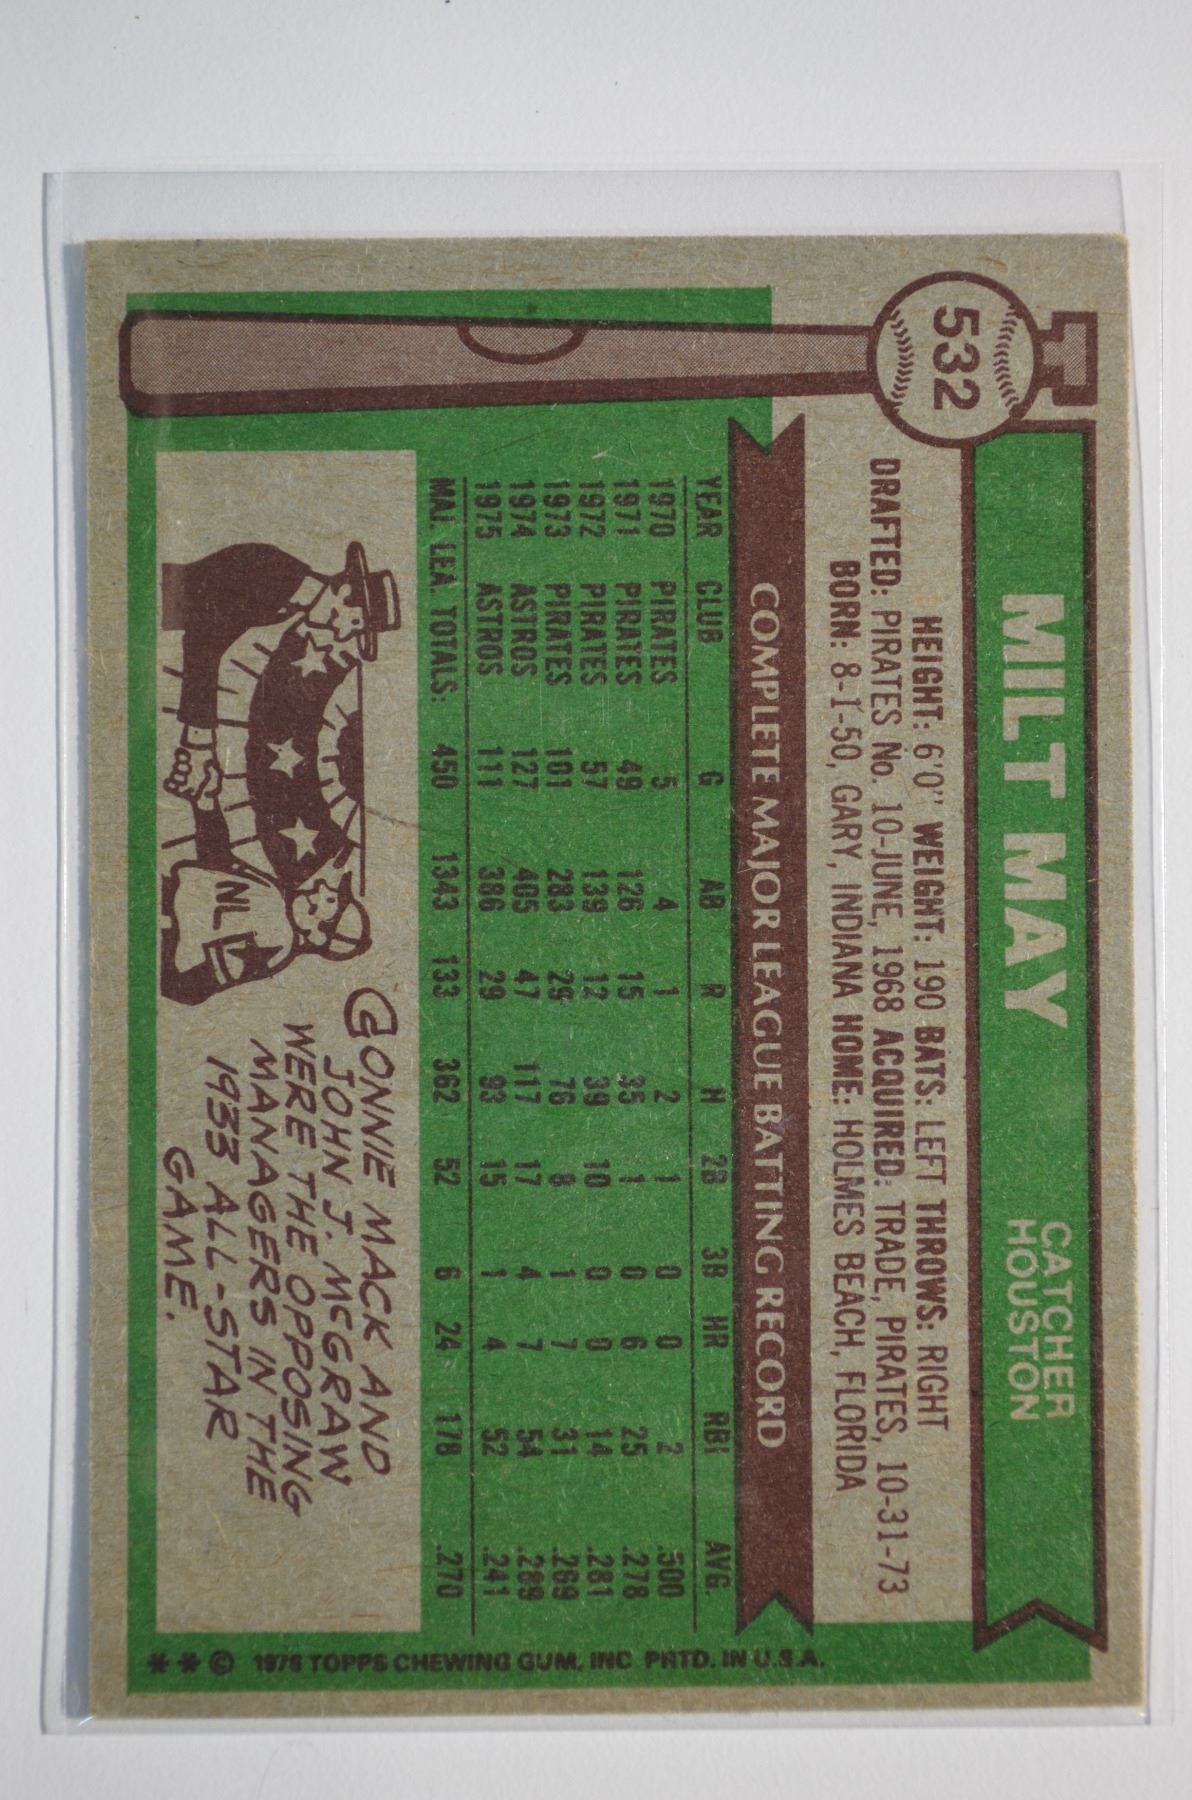 532
MILT MAY
CATCHER
HOUSTON
HEIGHT: 6'0" WEIGHT: 190 BATS: LEFT THROWS: RIGHT
DRAFTED: PIRATES No. 10-JUNE, 1968 ACQUIRED: TRADE, PIRATES, 10-31-73
BORN: 8-1-50, GARY, INDIANA HOME: HOLMES BEACH, FLORIDA
COMPLETE MAJOR LEAGUE BATTING RECORD
YEAR CLUB G AB R H 2B 3B HR RBI AVG.
1970 PIRATES 5 4 1 2 1 0 0 2 .500
1971 PIRATES 49 126 15 35 1 0 6 25 .278
1972 PIRATES 57 139 12 39 10 0 0 14 .281
1973 PIRATES 101 283 29 76 8 1 7 31 .269
1974 ASTROS 127 405 47 117 17 4 7 54 .289
1975 ASTROS 111 386 29 93 15 1 4 52 .241
MAJ. LEA. TOTALS: 450 1343 133 362 52 6 24 178 .270
NL
CONNIE MACK AND
JOHN J. McGRAW
WERE THE OPPOSING
MANAGERS IN THE
1933 ALL-STAR
GAME.
* * © 1976 TOPPS CHEWING GUM, INC PRTD. IN U.S.A.